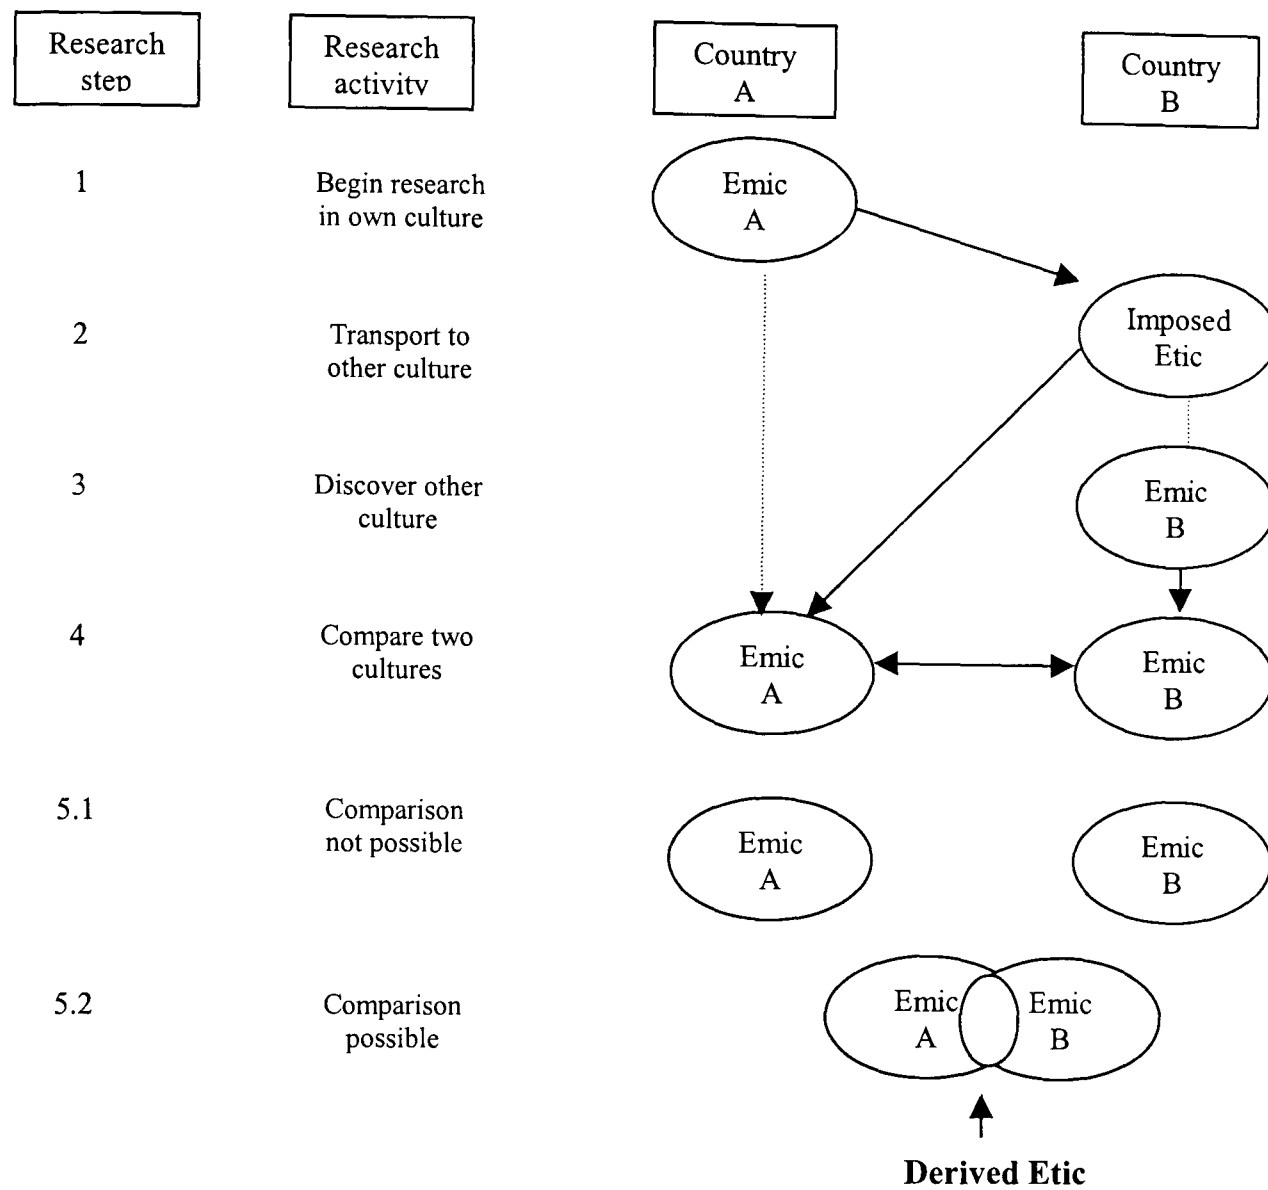 Research
step
Research
activity
Country
A
Country
B
1
Begin research
in own culture
Emic
A
2
Transport to
other culture
Imposed
Etic
3
Discover other
culture
Emic
B
4
Compare two
cultures
Emic
A
Emic
B
5.1
Comparison
not possible
Emic
A
Emic
B
5.2
Comparison
possible
Emic
A
Emic
B
Derived Etic